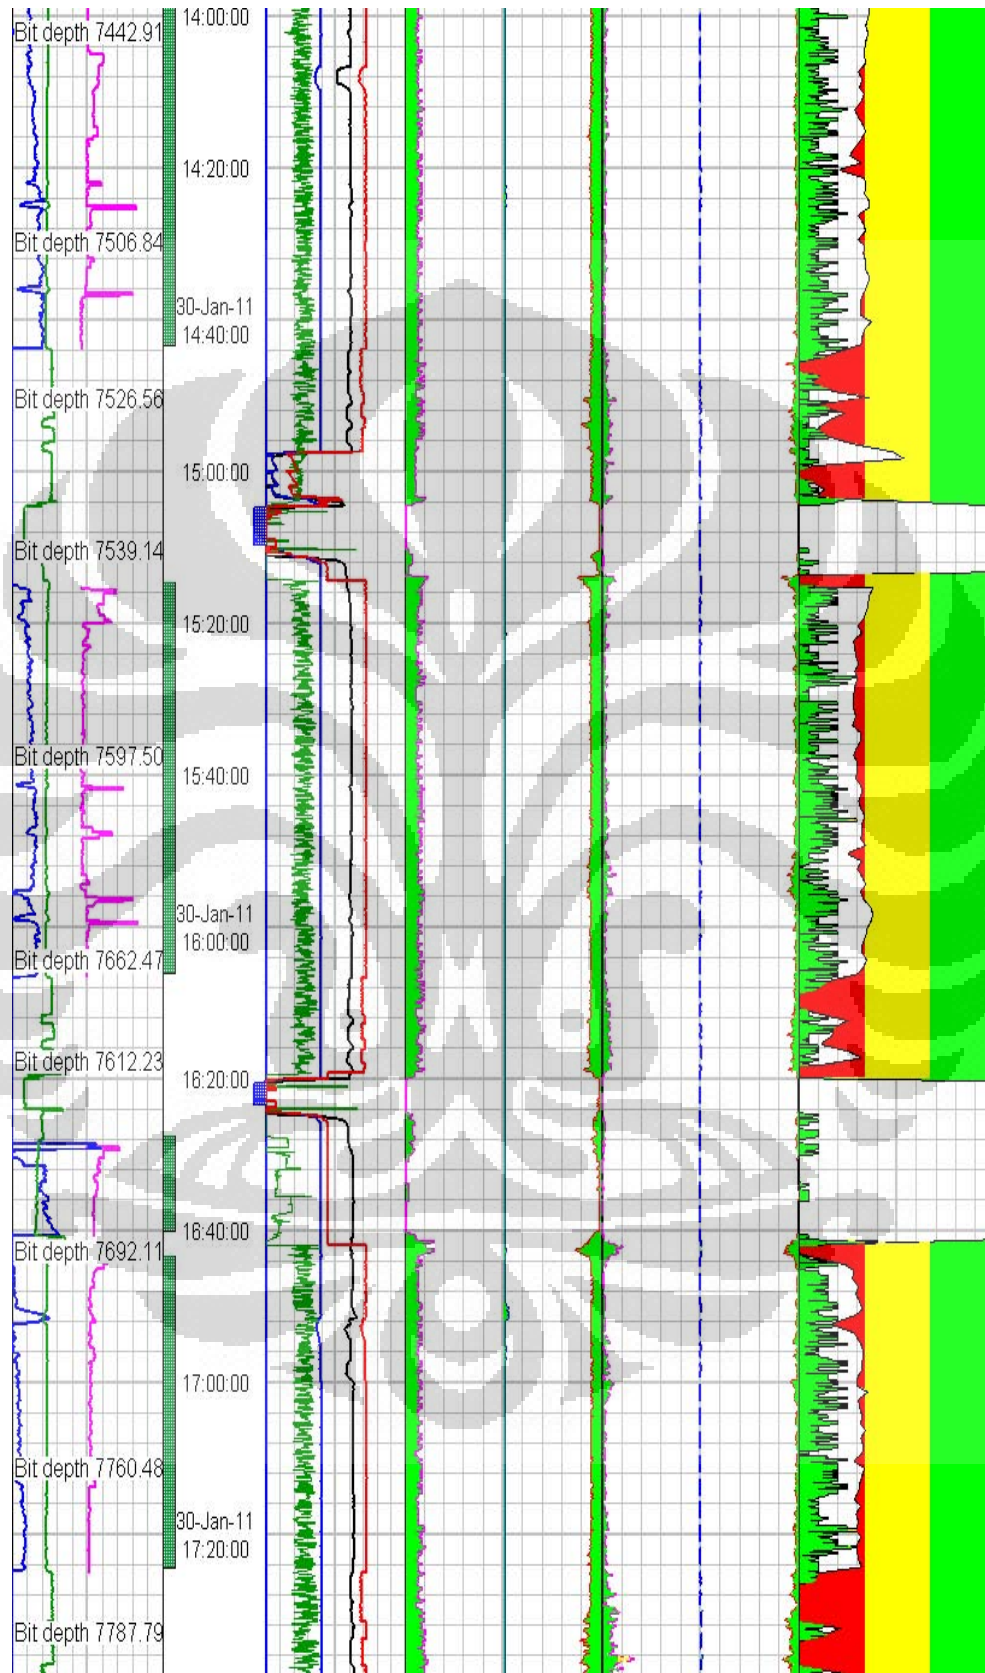 14:00:00
Bit depth 7442.91
14:20:00
Bit depth 7506.84
30-Jan-11
14:40:00
Bit depth 7526.56
15:00:00
Bit depth 7539.14
15:20:00
Bit depth 7597.50
15:40:00
30-Jan-11
16:00:00
Bit depth 7662.47
Bit depth 7612.23
16:20:00
16:40:00
Bit depth 7692.11
17:00:00
Bit depth 7760.48
30-Jan-11
17:20:00
Bit depth 7787.79